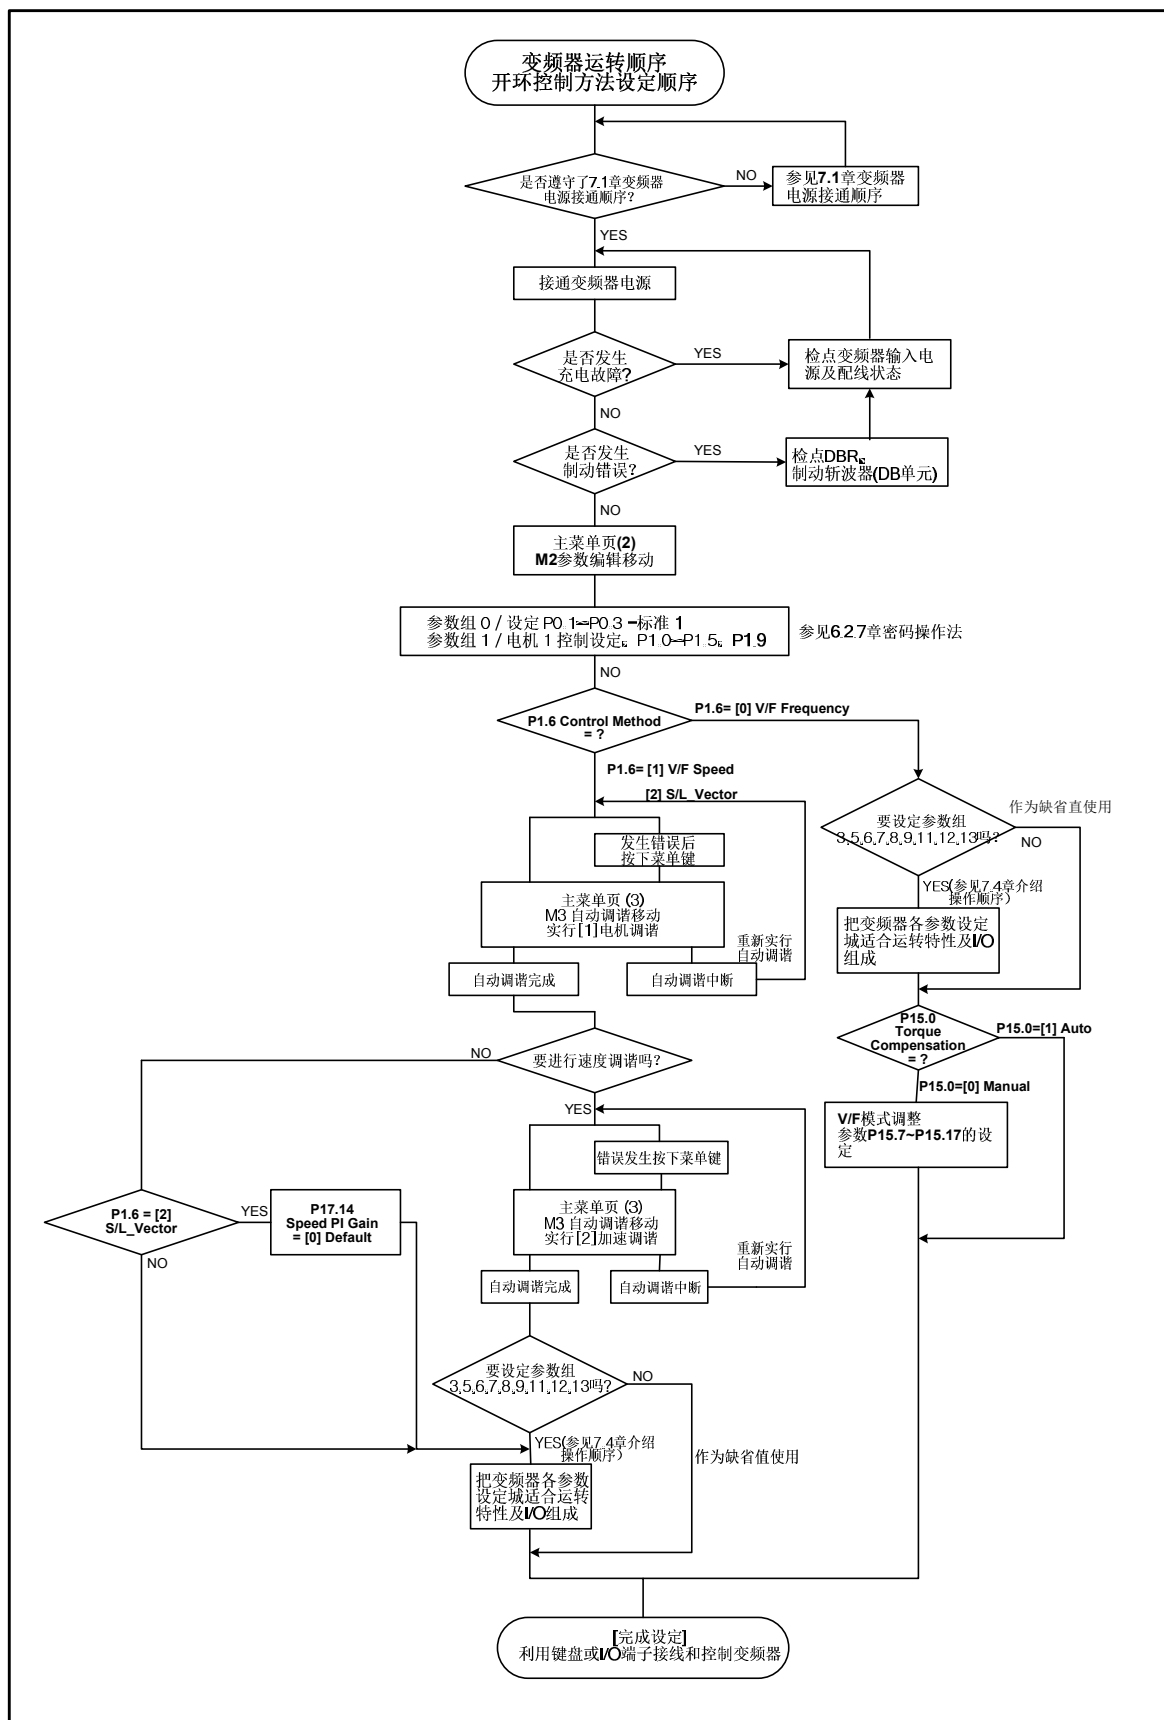 变频器运转顺序
开环控制方法设定顺序
是否遵守了7.1章变频器
电源接通顺序?
NO
参见7.1章变频器
电源接通顺序
YES
接通变频器电源
是否发生
充电故障?
YES
检点变频器输入电
源及配线状态
NO
是否发生
制动错误?
YES
检点DBR、
制动斩波器(DB单元)
NO
主菜单页(2)
M2参数编辑移动
参数组 0 / 设定 P0.1~P0.3 –标准 1
参数组 1 / 电机 1 控制设定、P1.0~P1.5、P1.9
参见6.2.7章密码操作法
NO
P1.6 Control Method
= ?
P1.6= [0] V/F Frequency
P1.6= [1] V/F Speed
[2] S/L_Vector
要设定参数组
3,5,6,7,8,9,11,12,13吗?
作为缺省直使用
NO
发生错误后
按下菜单键
YES(参见7.4章介绍
操作顺序)
主菜单页 (3)
M3 自动调谐移动
实行[1]电机调谐
把变频器各参数设定
城适合运转特性及I/O
组成
重新实行
自动调谐
自动调谐完成
自动调谐中断
P15.0
Torque
Compensation
= ?
P15.0=[1] Auto
NO
要进行速度调谐吗?
P15.0=[0] Manual
YES
V/F模式调整
参数P15.7~P15.17的设
定
错误发生按下菜单键
P1.6 = [2]
S/L_Vector
YES
P17.14
Speed PI Gain
= [0] Default
主菜单页 (3)
M3 自动调谐移动
实行[2]加速调谐
重新实行
自动调谐
NO
自动调谐完成
自动调谐中断
要设定参数组
3,5,6,7,8,9,11,12,13吗?
NO
YES(参见7.4章介绍
操作顺序)
作为缺省值使用
把变频器各参数
设定城适合运转
特性及I/O组成
[完成设定]
利用键盘或I/O端子接线和控制变频器